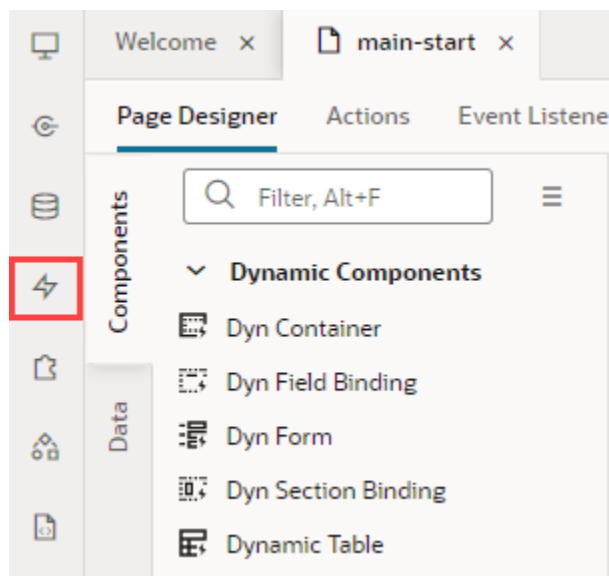 Welcome
main-start
Page Designer Actions Event Listene
Components
Filter, Alt+F
Dynamic Components
Dyn Container
Dyn Field Binding
Data
Dyn Form
Dyn Section Binding
Dynamic Table